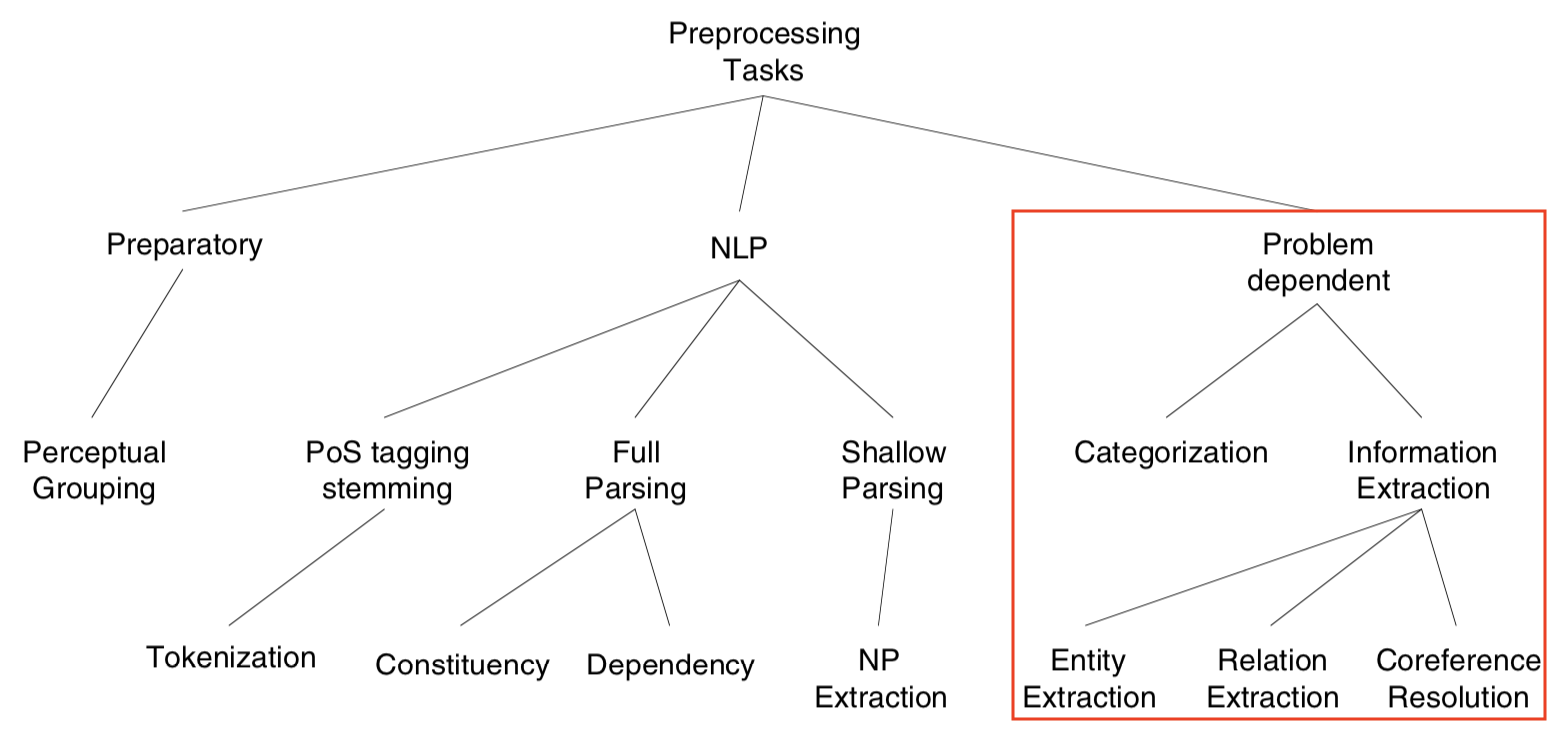 Preprocessing
Tasks
Preparatory
NLP
Problem
dependent
Perceptual
Grouping
PoS tagging
stemming
Full
Parsing
Shallow
Parsing
Categorization
Information
Extraction
Tokenization
Constituency
Dependency
NP
Extraction
Entity
Extraction
Relation
Extraction
Coreference
Resolution